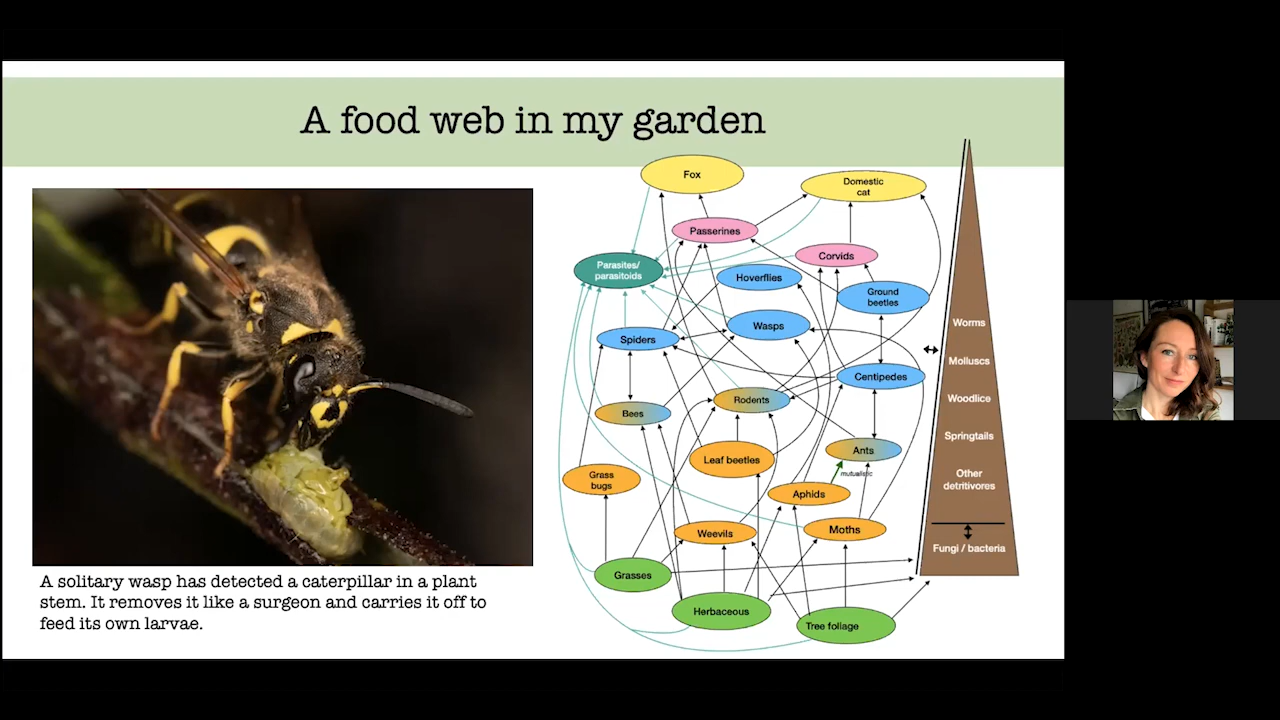 A food web in my garden
Fox
Domestic
cat
Passerines
Corvids
Parasites/
parasitoids
Hoverflies
Ground
beetles
Wasps
Spiders
Worms
Molluscs
Centipedes
Rodents
Woodlice
Bees
Springtails
Ants
Leaf beetles
mutualistic
Grass
bugs
Other
detritivores
Aphids
Moths
Weevils
Fungi / bacteria
Grasses
Herbaceous
Tree foliage
A solitary wasp has detected a caterpillar in a plant
stem. It removes it like a surgeon and carries it off to
feed its own larvae.